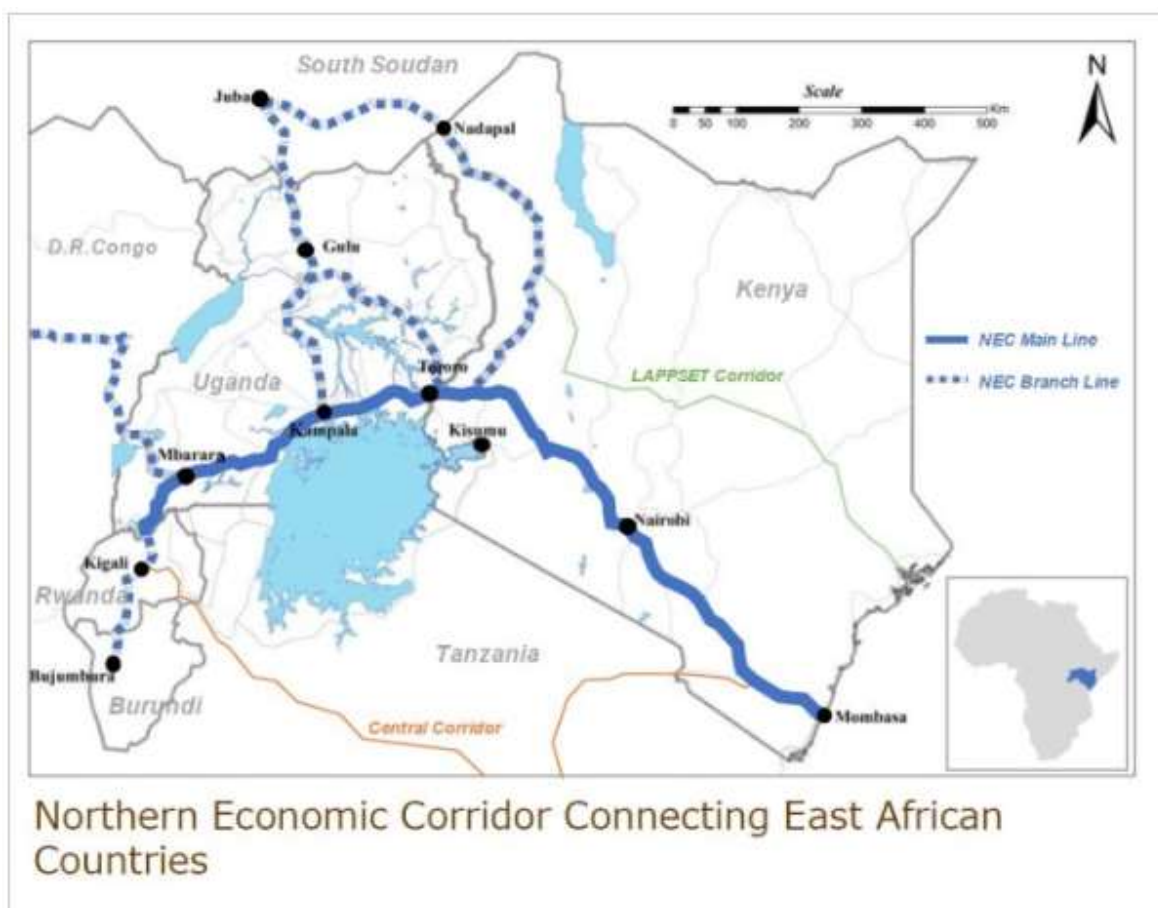 South Soudan
Scale
N
Juba
Km
0 50 100 200 300 400 500
Nadapal
D.R.Congo
Gulu
Kenya
NEC Main Line
Uganda
Tororo
LAPPSET Corridor
NEC Branch Line
Kampala
Kisumu
Mbarara
Nairobi
Kigali
Rwanda
Tanzania
Bujumbura
Burundi
Mombasa
Central Corridor
Northern Economic Corridor Connecting East African
Countries